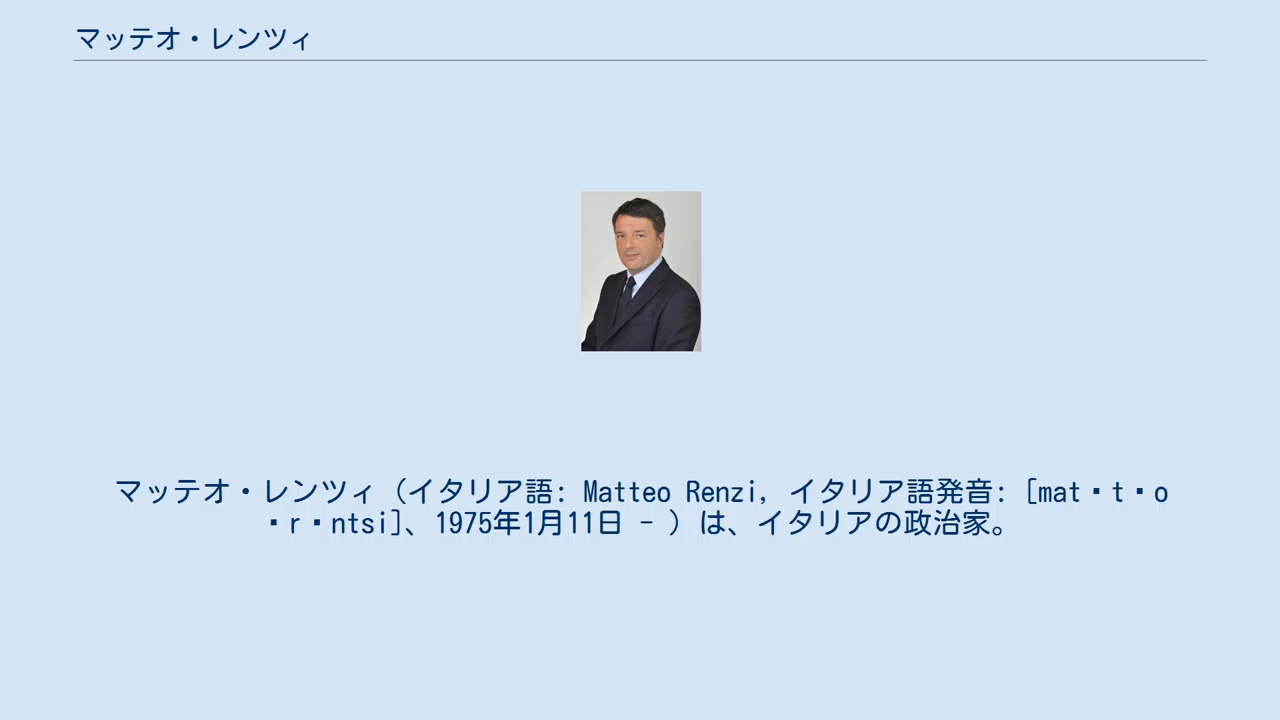 マッテオ・レンツィ
マッテオ・レンツィ（イタリア語: Matteo Renzi, イタリア語発音: [mat▪t▪o
▪r▪ntsi]、1975年1月11日 - ）は、イタリアの政治家。